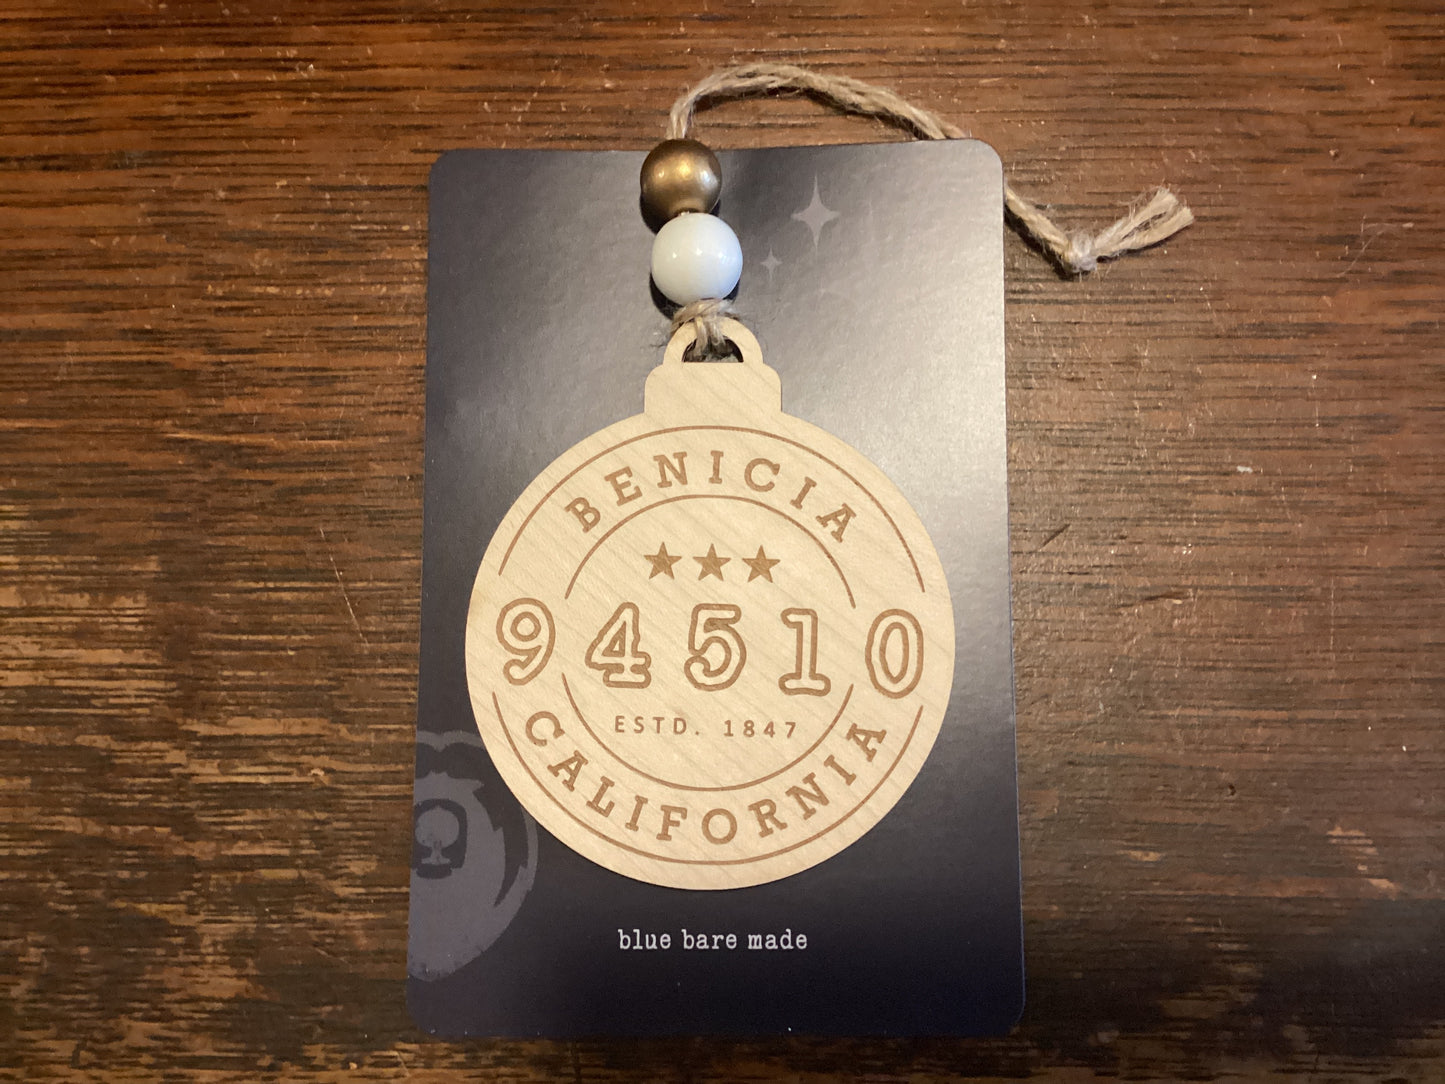 BENICIA
94510
ESTD. 1847
CALIFORNIA
blue bare made